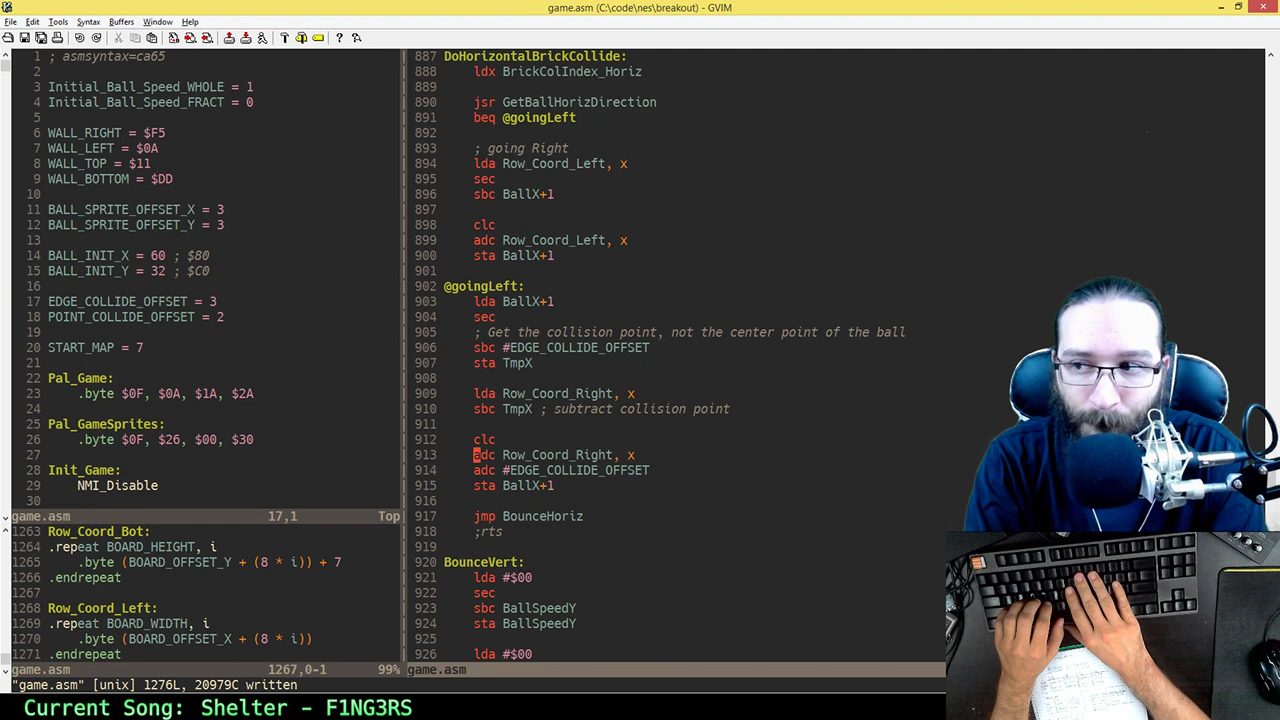 game.asm (C:\code\nes\breakout) - GVIM
File Edit Tools Syntax Buffers Window Help
1 ; asmsyntax=ca65
2
3 Initial_Ball_Speed_WHOLE = 1
4 Initial_Ball_Speed_FRACT = 0
5
6 WALL_RIGHT = $F5
7 WALL_LEFT = $0A
8 WALL_TOP = $11
9 WALL_BOTTOM = $DD
10
11 BALL_SPRITE_OFFSET_X = 3
12 BALL_SPRITE_OFFSET_Y = 3
13
14 BALL_INIT_X = 60 ; $80
15 BALL_INIT_Y = 32 ; $C0
16
17 EDGE_COLLIDE_OFFSET = 3
18 POINT_COLLIDE_OFFSET = 2
19
20 START_MAP = 7
21
22 Pal_Game:
23 .byte $0F, $0A, $1A, $2A
24
25 Pal_GameSprites:
26 .byte $0F, $26, $00, $30
27
28 Init_Game:
29 NMI_Disable
30
game.asm 17,1 Top
1263 Row_Coord_Bot:
1264 .repeat BOARD_HEIGHT, i
1265 .byte (BOARD_OFFSET_Y + (8 * i)) + 7
1266 .endrepeat
1267
1268 Row_Coord_Left:
1269 .repeat BOARD_WIDTH, i
1270 .byte (BOARD_OFFSET_X + (8 * i))
1271 .endrepeat
game.asm 1267,0-1 99%
887 DoHorizontalBrickCollide:
888 ldx BrickColIndex_Horiz
889
890 jsr GetBallHorizDirection
891 beq @goingLeft
892
893 ; going Right
894 lda Row_Coord_Left, x
895 sec
896 sbc BallX+1
897
898 clc
899 adc Row_Coord_Left, x
900 sta BallX+1
901
902 @goingLeft:
903 lda BallX+1
904 sec
905 ; Get the collision point, not the center point of the ball
906 sbc #EDGE_COLLIDE_OFFSET
907 sta TmpX
908
909 lda Row_Coord_Right, x
910 sbc TmpX ; subtract collision point
911
912 clc
913 adc Row_Coord_Right, x
914 adc #EDGE_COLLIDE_OFFSET
915 sta BallX+1
916
917 jmp BounceHoriz
918 ;rts
919
920 BounceVert:
921 lda #$00
922 sec
923 sbc BallSpeedY
924 sta BallSpeedY
925
926 lda #$00
game.asm
"game.asm" [unix] 1276L, 20979C written
Current Song: Shelter - F1NG3RS